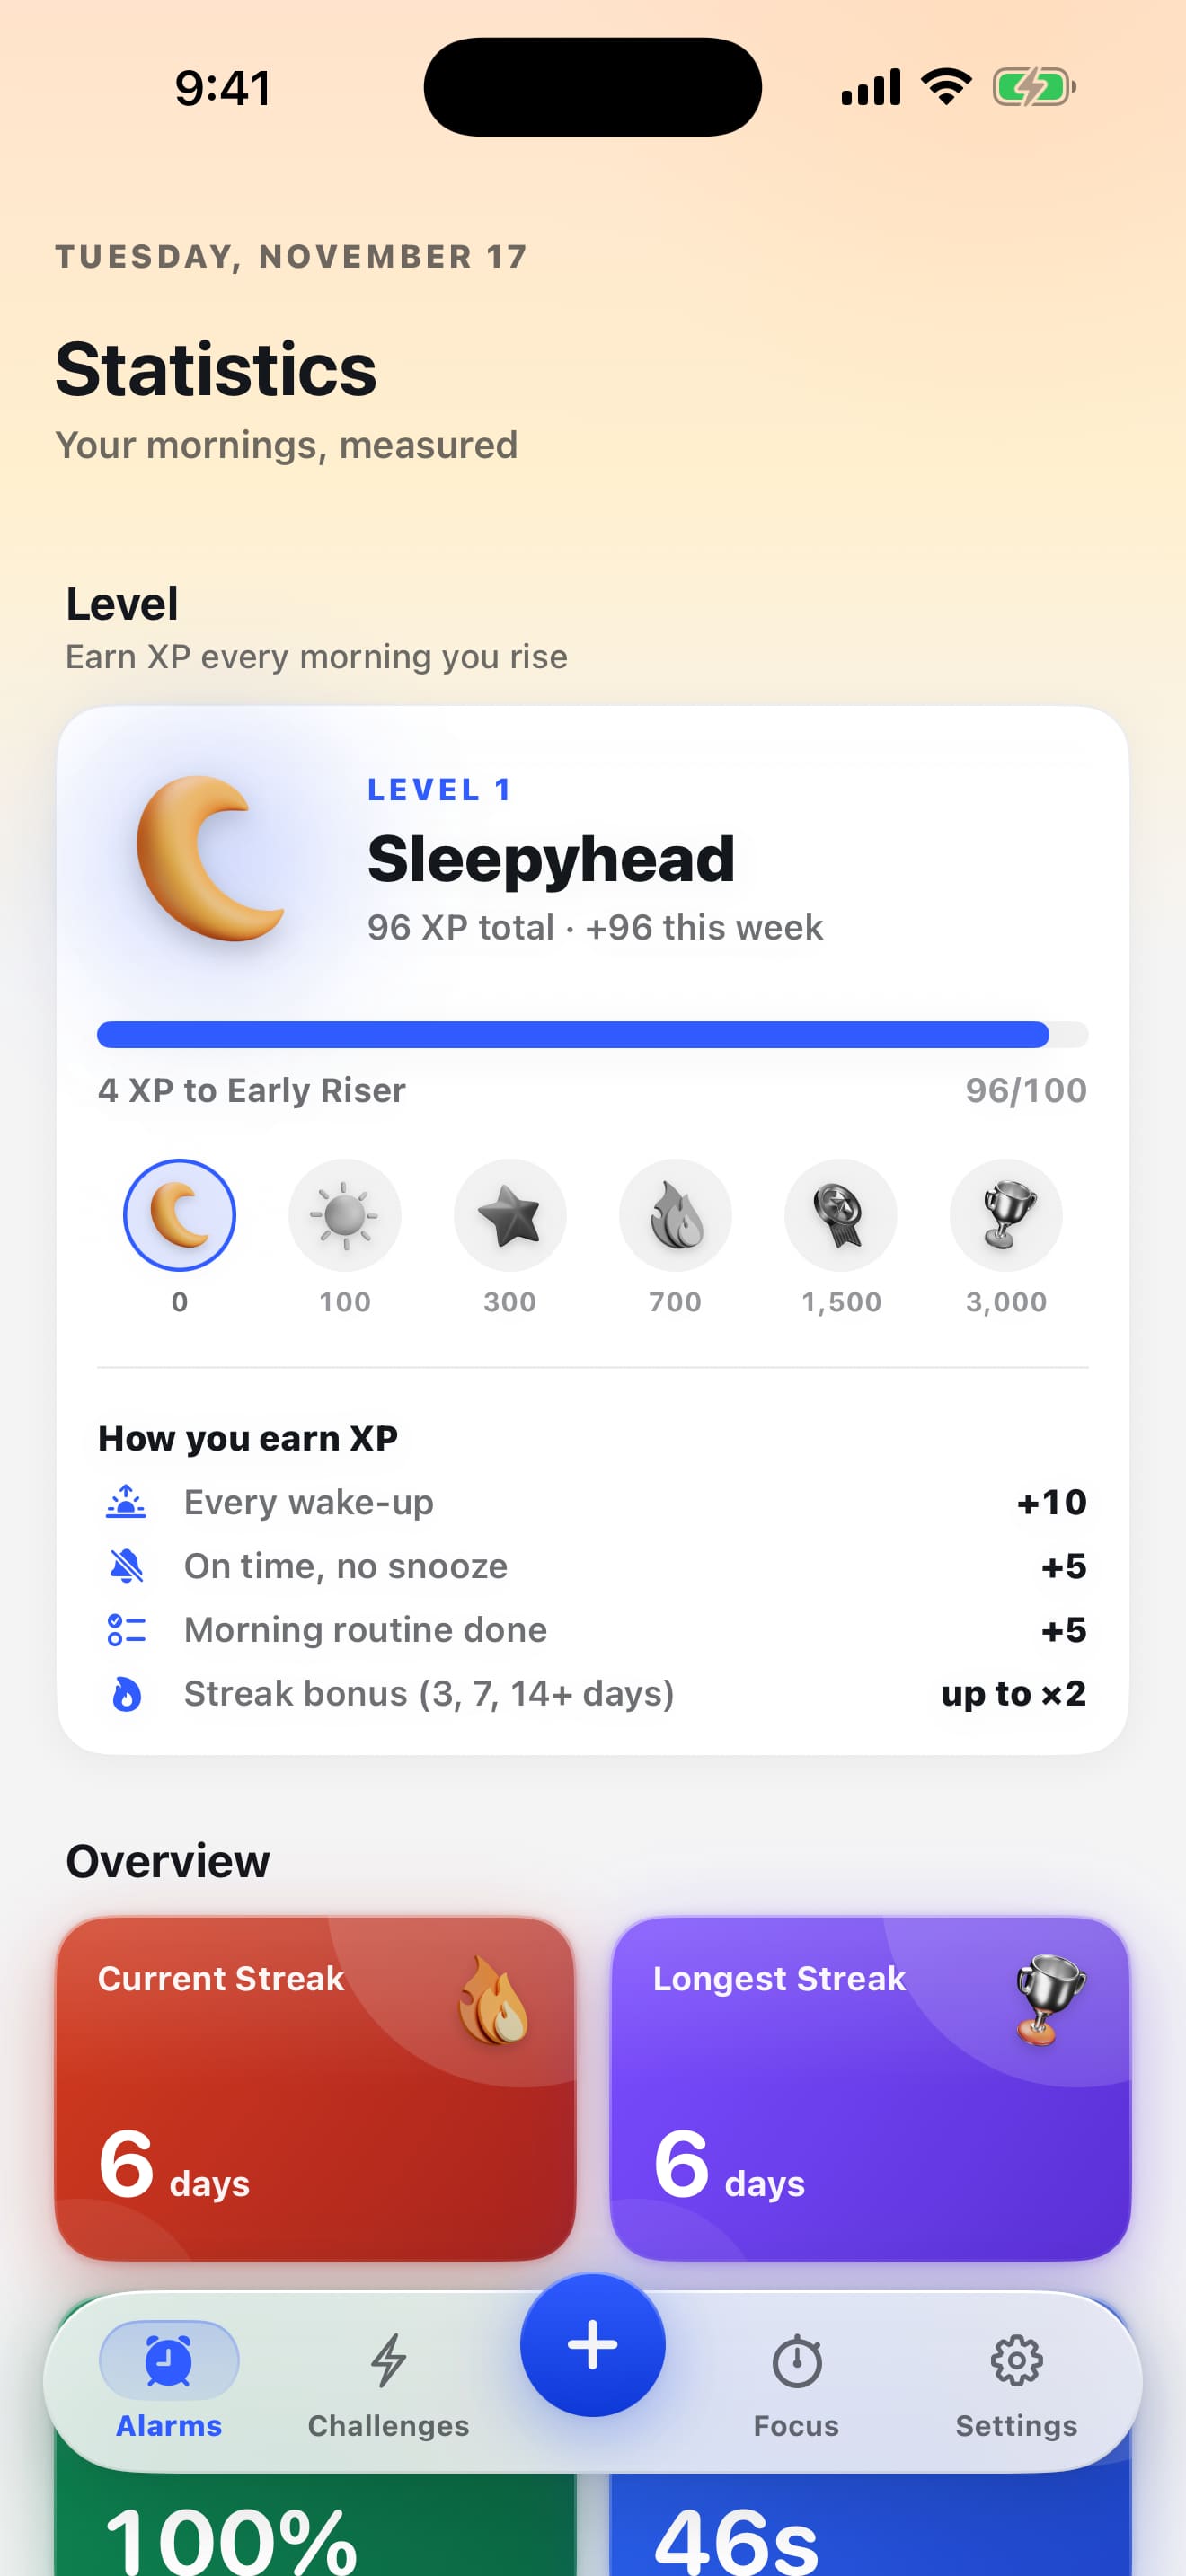 9:41
TUESDAY, NOVEMBER 17
Statistics
Your mornings, measured
Level
Earn XP every morning you rise
LEVEL 1
Sleepyhead
96 XP total · +96 this week
4 XP to Early Riser
96/100
0
100
300
700
1,500
3,000
How you earn XP
Every wake-up
+10
On time, no snooze
+5
Morning routine done
+5
Streak bonus (3, 7, 14+ days)
up to ×2
Overview
Current Streak
Longest Streak
6 days
6 days
Alarms
Challenges
Focus
Settings
100%
46s